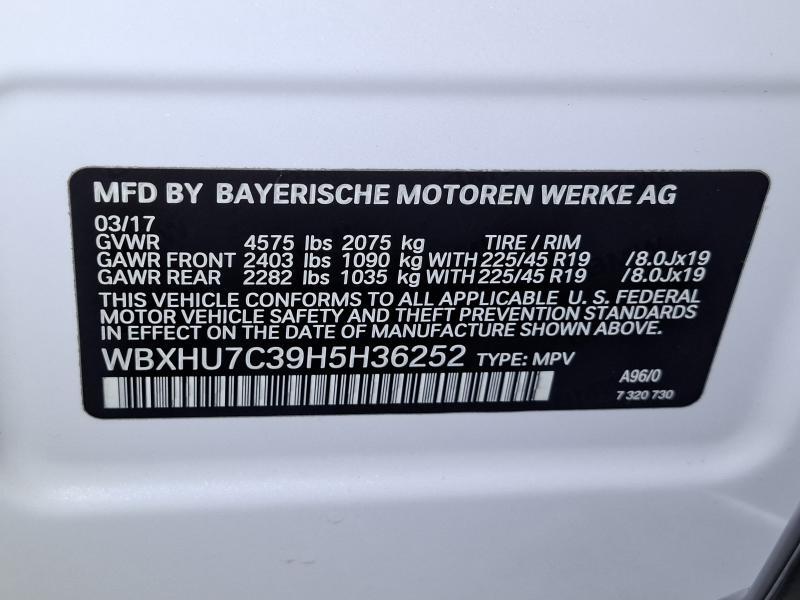 MFD BY BAYERISCHE MOTOREN WERKE AG
03/17
GVWR 4575 lbs 2075 kg TIRE / RIM
GAWR FRONT 2403 lbs 1090 kg WITH 225/45 R19 /8.0Jx19
GAWR REAR 2282 lbs 1035 kg WITH 225/45 R19 /8.0Jx19
THIS VEHICLE CONFORMS TO ALL APPLICABLE U. S. FEDERAL
MOTOR VEHICLE SAFETY AND THEFT PREVENTION STANDARDS
IN EFFECT ON THE DATE OF MANUFACTURE SHOWN ABOVE.
WBXHU7C39H5H36252 TYPE: MPV
A96/0
7 320 730